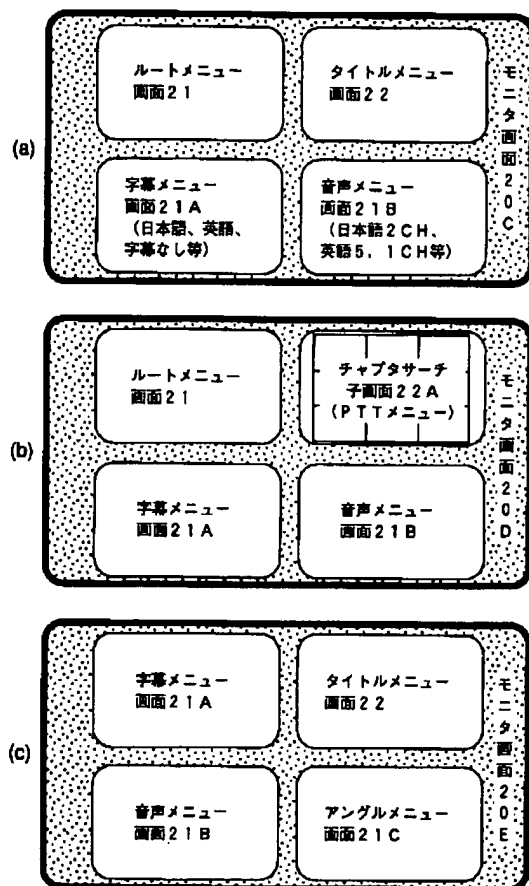 (a)
ルートメニュー
画面21
タイトルメニュー
画面22
字幕メニュー
画面21A
(日本語、英語、
字幕なし等)
音声メニュー
画面21B
(日本語2CH、
英語5.1CH等)
モニタ画面20C
(b)
ルートメニュー
画面21
チャプタサーチ
子画面22A
(PTTメニュー)
字幕メニュー
画面21A
音声メニュー
画面21B
モニタ画面20D
(c)
字幕メニュー
画面21A
タイトルメニュー
画面22
音声メニュー
画面21B
アングルメニュー
画面21C
モニタ画面20E